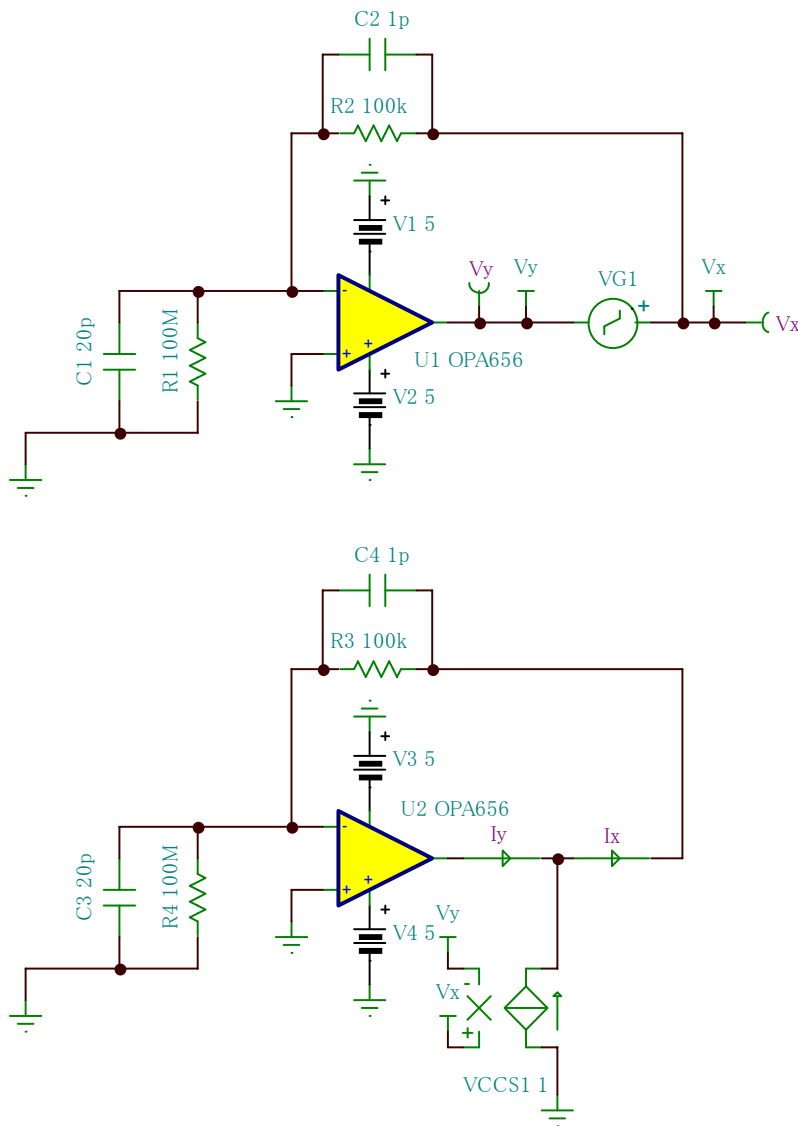 C2 1p
R2 100k
V1 5
Vy
Vy
VG1
Vx
Vx
C1 20p
R1 100M
U1 OPA656
V2 5
C4 1p
R3 100k
V3 5
U2 OPA656
Iy
Ix
C3 20p
R4 100M
V4 5
Vy
Vx
VCCS1 1